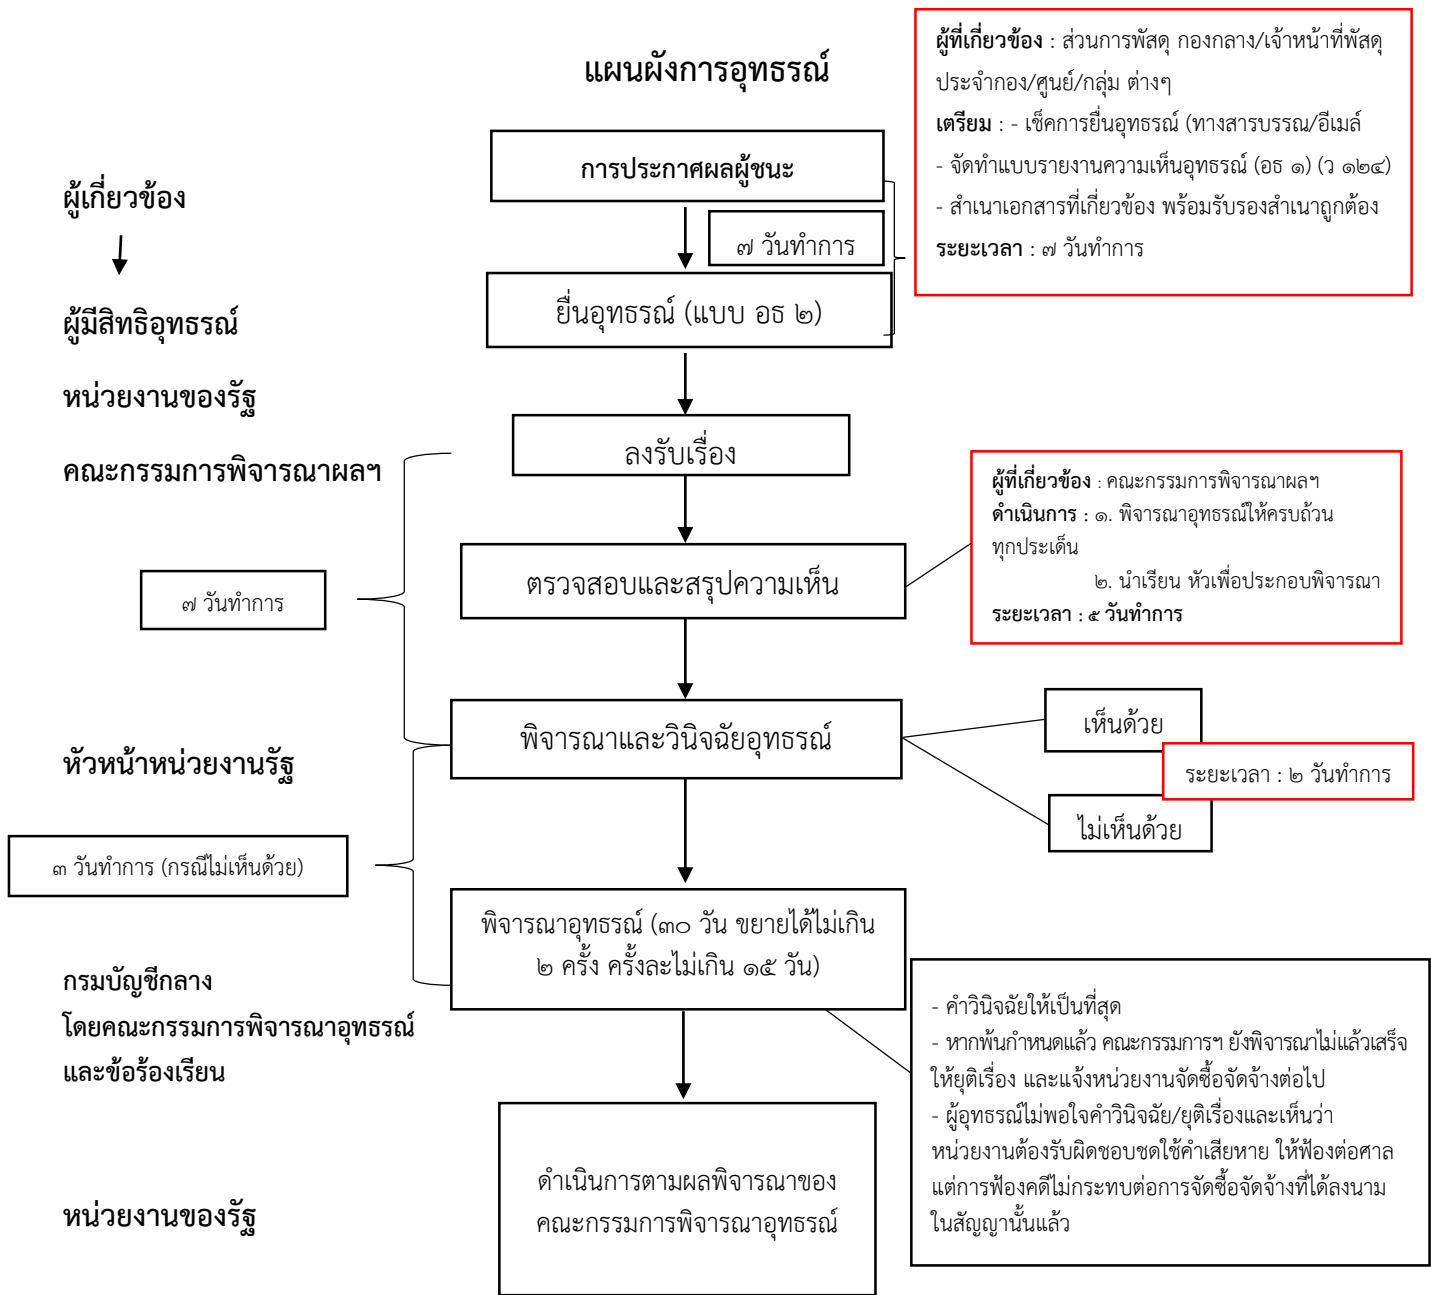 แผนผังการอุทธรณ์
ผู้ที่เกี่ยวข้อง : ส่วนการพัสดุ กองกลาง/เจ้าหน้าที่พัสดุ
ประจำกอง/ศูนย์/กลุ่ม ต่างๆ
เตรียม : - เช็คการยื่นอุทธรณ์ (ทางสารบรรณ/อีเมล์
- จัดทำแบบรายงานความเห็นอุทธรณ์ (อธ ๑) (ว ๑๒๔)
- สำเนาเอกสารที่เกี่ยวข้อง พร้อมรับรองสำเนาถูกต้อง
ระยะเวลา : ๗ วันทำการ
การประกาศผลผู้ชนะ
ผู้เกี่ยวข้อง
๗ วันทำการ
ยื่นอุทธรณ์ (แบบ อธ ๒)
ผู้มีสิทธิอุทธรณ์
หน่วยงานของรัฐ
ลงรับเรื่อง
คณะกรรมการพิจารณาผลฯ
ผู้ที่เกี่ยวข้อง : คณะกรรมการพิจารณาผลฯ
ดำเนินการ : ๑. พิจารณาอุทธรณ์ให้ครบถ้วน
ทุกประเด็น
๒. นำเรียน หัวเพื่อประกอบพิจารณา
ระยะเวลา : ๕ วันทำการ
ตรวจสอบและสรุปความเห็น
๗ วันทำการ
พิจารณาและวินิจฉัยอุทธรณ์
เห็นด้วย
หัวหน้าหน่วยงานรัฐ
ระยะเวลา : ๒ วันทำการ
ไม่เห็นด้วย
๓ วันทำการ (กรณีไม่เห็นด้วย)
พิจารณาอุทธรณ์ (๓๐ วัน ขยายได้ไม่เกิน
๒ ครั้ง ครั้งละไม่เกิน ๑๕ วัน)
กรมบัญชีกลาง
โดยคณะกรรมการพิจารณาอุทธรณ์
และข้อร้องเรียน
- คำวินิจฉัยให้เป็นที่สุด
- หากพ้นกำหนดแล้ว คณะกรรมการฯ ยังพิจารณาไม่แล้วเสร็จ
ให้ยุติเรื่อง และแจ้งหน่วยงานจัดซื้อจัดจ้างต่อไป
- ผู้อุทธรณ์ไม่พอใจคำวินิจฉัย/ยุติเรื่องและเห็นว่า
หน่วยงานต้องรับผิดชอบชดใช้คำเสียหาย ให้ฟ้องต่อศาล
แต่การฟ้องคดีไม่กระทบต่อการจัดซื้อจัดจ้างที่ได้ลงนาม
ในสัญญานั้นแล้ว
ดำเนินการตามผลพิจารณาของ
คณะกรรมการพิจารณาอุทธรณ์
หน่วยงานของรัฐ